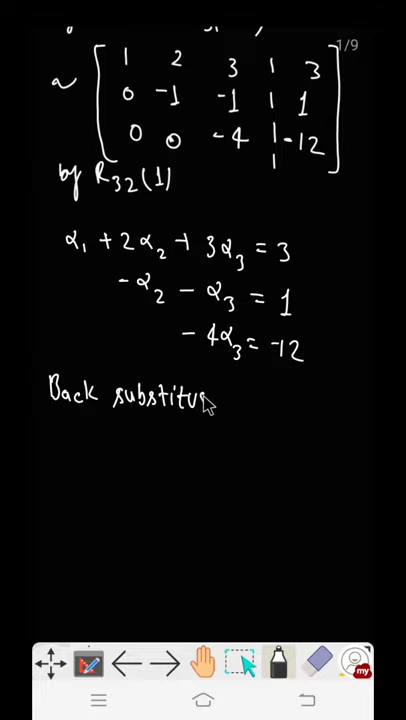 1/9
~ [ 1 2 3 | 3
0 -1 -1 | 1
0 0 -4 | -12 ]
by R₃₂(1)
α₁ + 2α₂ + 3α₃ = 3
-α₂ - α₃ = 1
- 4α₃ = -12
Back substitu
my